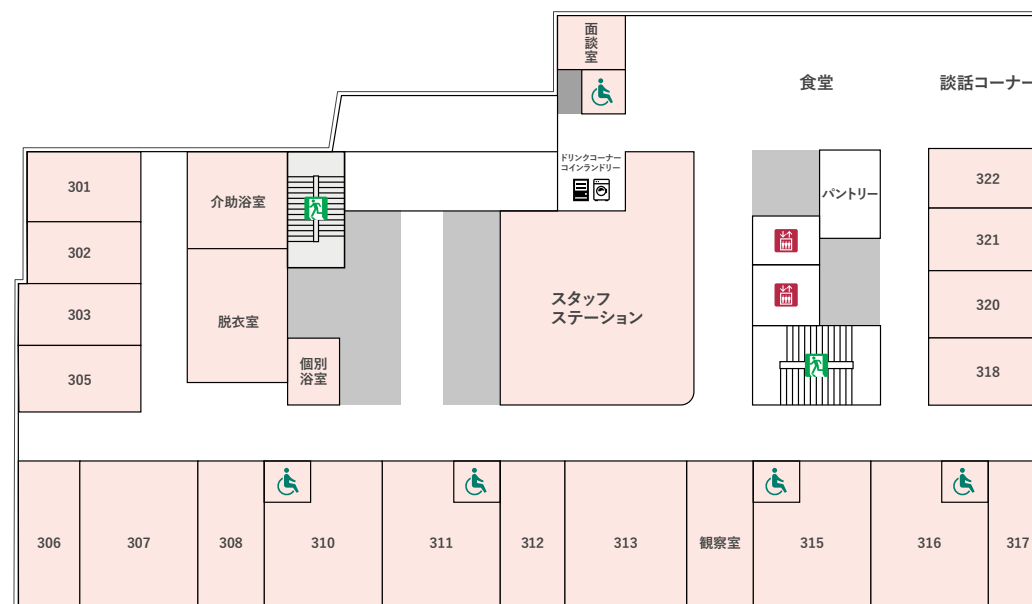 面談室
食堂
談話コーナー
ドリンクコーナー
コインランドリー
301
介助浴室
パントリー
322
302
321
303
脱衣室
スタッフ
ステーション
320
305
個別
浴室
318
306
307
308
310
311
312
313
観察室
315
316
317